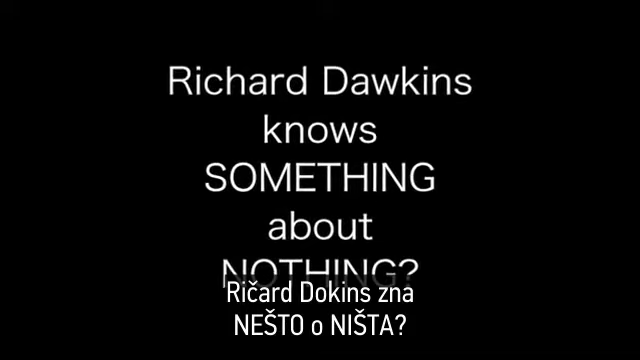 Richard Dawkins
knows
SOMETHING
about
NOTHING?
Ričard Dokins zna
NEŠTO o NIŠTA?